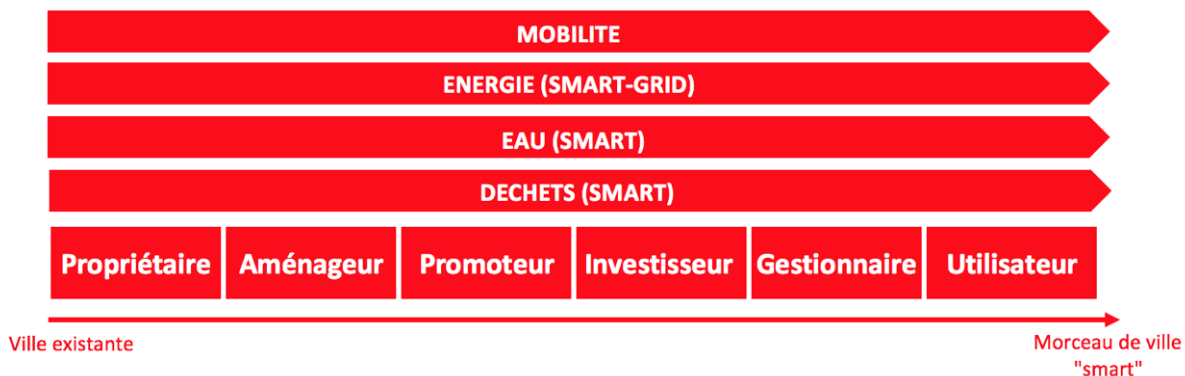 MOBILITE
ENERGIE (SMART-GRID)
EAU (SMART)
DECHETS (SMART)
Propriétaire Aménageur Promoteur Investisseur Gestionnaire Utilisateur
Ville existante
Morceau de ville
"smart"